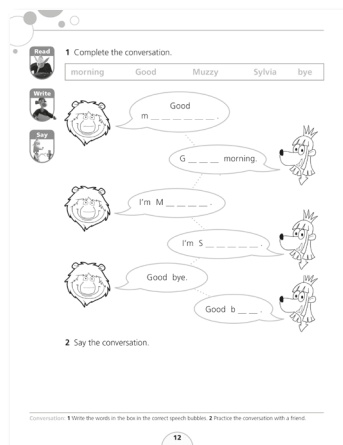 Read
1 Complete the conversation.
morning Good Muzzy Sylvia bye
Write
Say
Good
m _ _ _ _ _ _ .
G _ _ _ morning.
I'm M _ _ _ _ .
I'm S _ _ _ _ _ .
Good bye.
Good b _ _ .
2 Say the conversation.
Conversation: 1 Write the words in the box in the correct speech bubbles. 2 Practice the conversation with a friend.
12